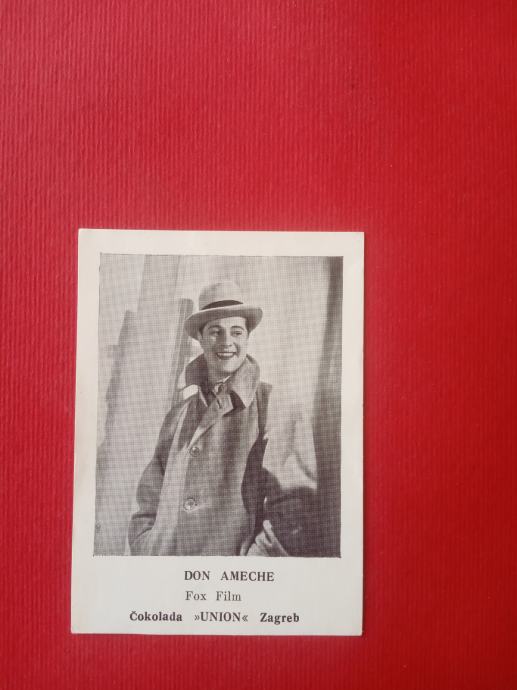 DON AMECHE
Fox Film
Čokolada »UNION« Zagreb